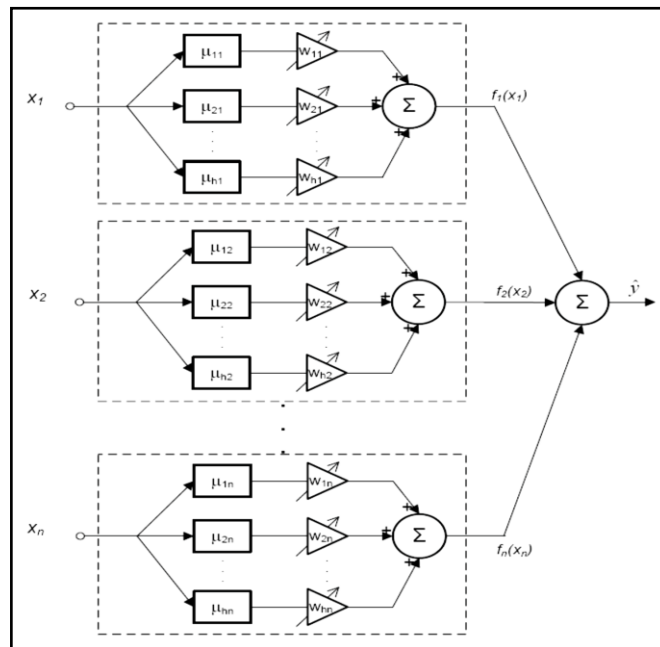 x1
μ11
w11
+
μ21
w21
+
μh1
wh1
+
Σ
f1(x1)
x2
μ12
w12
+
μ22
w22
+
μh2
wh2
+
Σ
f2(x2)
Σ
ŷ
xn
μ1n
w1n
+
μ2n
w2n
+
μhn
whn
+
Σ
fn(xn)